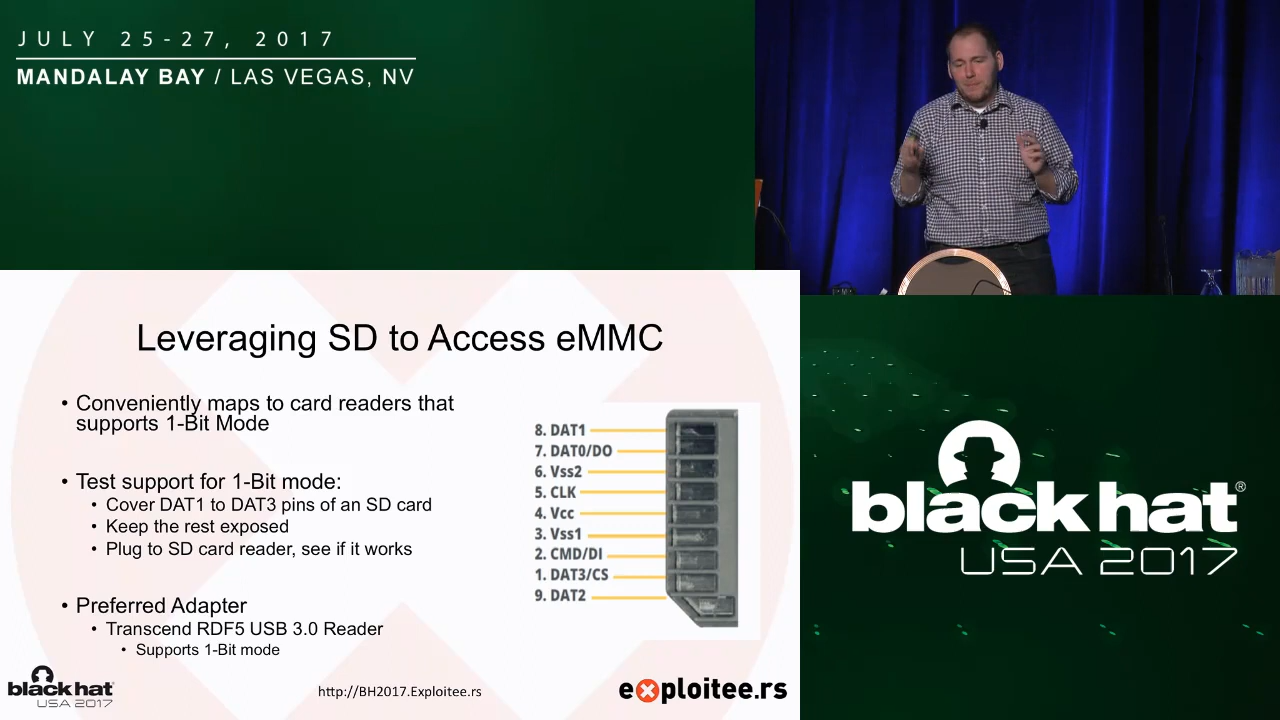 JULY 25-27, 2017
MANDALAY BAY / LAS VEGAS, NV
Leveraging SD to Access eMMC
• Conveniently maps to card readers that
supports 1-Bit Mode
• Test support for 1-Bit mode:
• Cover DAT1 to DAT3 pins of an SD card
• Keep the rest exposed
• Plug to SD card reader, see if it works
• Preferred Adapter
• Transcend RDF5 USB 3.0 Reader
• Supports 1-Bit mode
8. DAT1
7. DAT0/DO
6. Vss2
5. CLK
4. Vcc
3. Vss1
2. CMD/DI
1. DAT3/CS
9. DAT2
black hat
USA 2017
http://BH2017.Exploitee.rs
exploitee.rs
black hat®
USA 2017